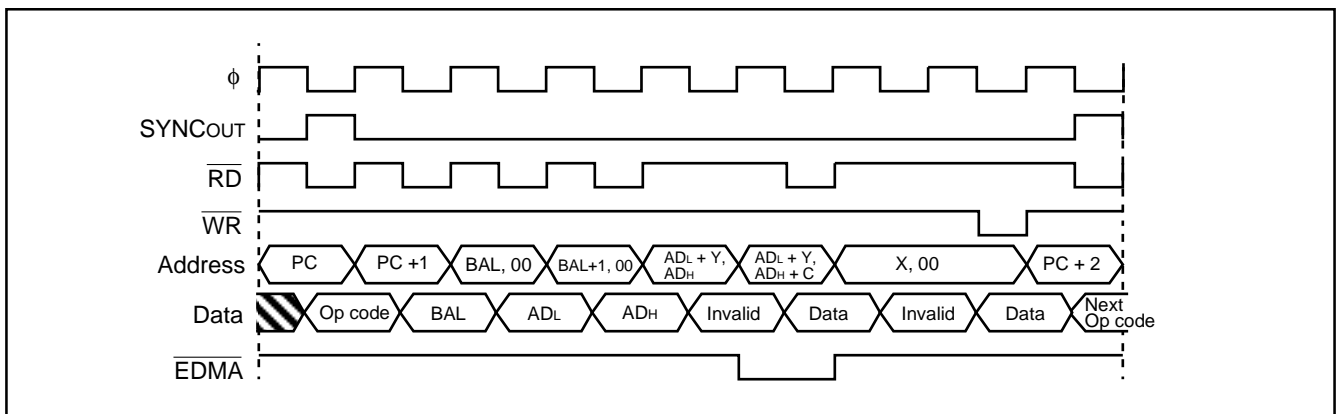 ϕ
SYNCOUT
RD
WR
Address PC PC +1 BAL, 00 BAL+1, 00 ADL + Y, ADH ADL + Y, ADH + C X, 00 PC + 2
Data Op code BAL ADL ADH Invalid Data Invalid Data Next Op code
EDMA